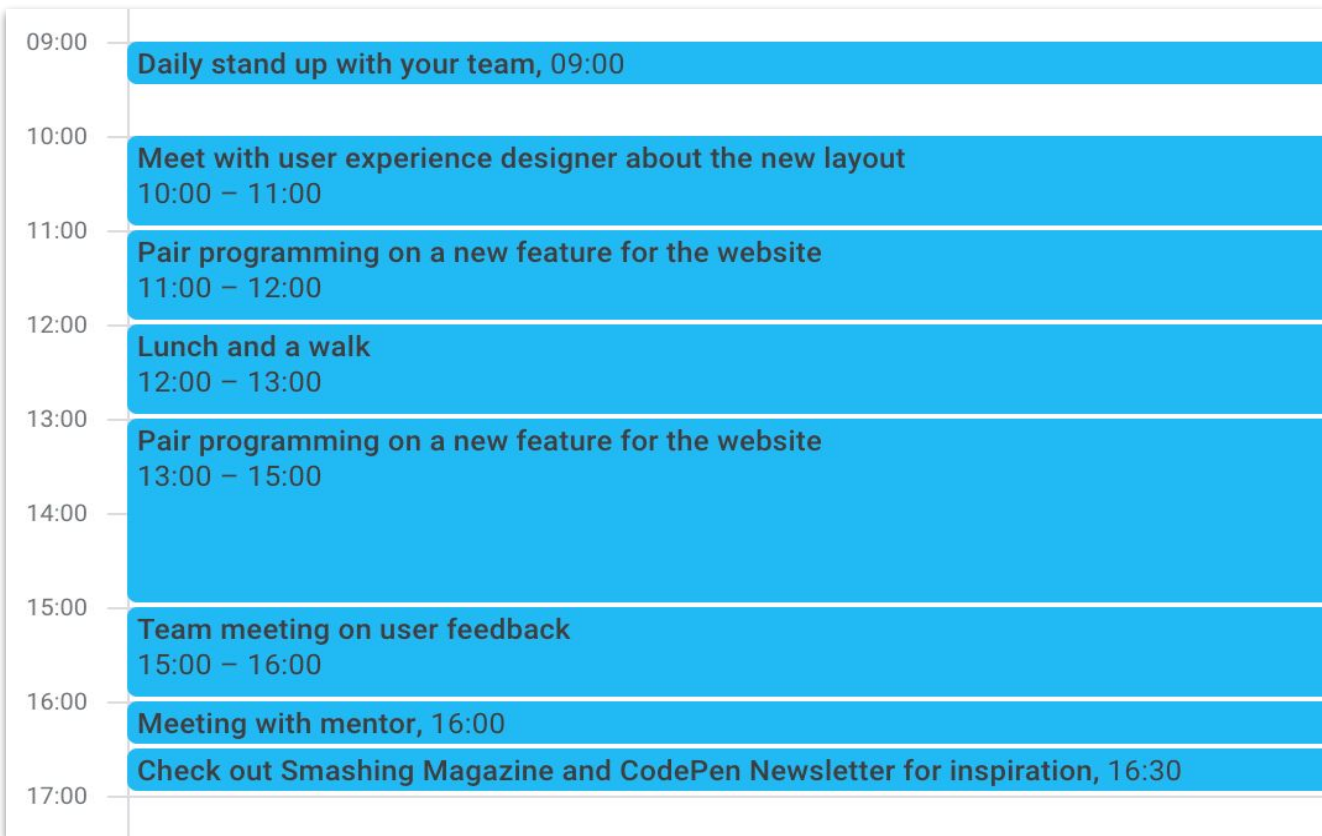 09:00
Daily stand up with your team, 09:00
10:00
Meet with user experience designer about the new layout
10:00 – 11:00
11:00
Pair programming on a new feature for the website
11:00 – 12:00
12:00
Lunch and a walk
12:00 – 13:00
13:00
Pair programming on a new feature for the website
13:00 – 15:00
14:00
15:00
Team meeting on user feedback
15:00 – 16:00
16:00
Meeting with mentor, 16:00
Check out Smashing Magazine and CodePen Newsletter for inspiration, 16:30
17:00